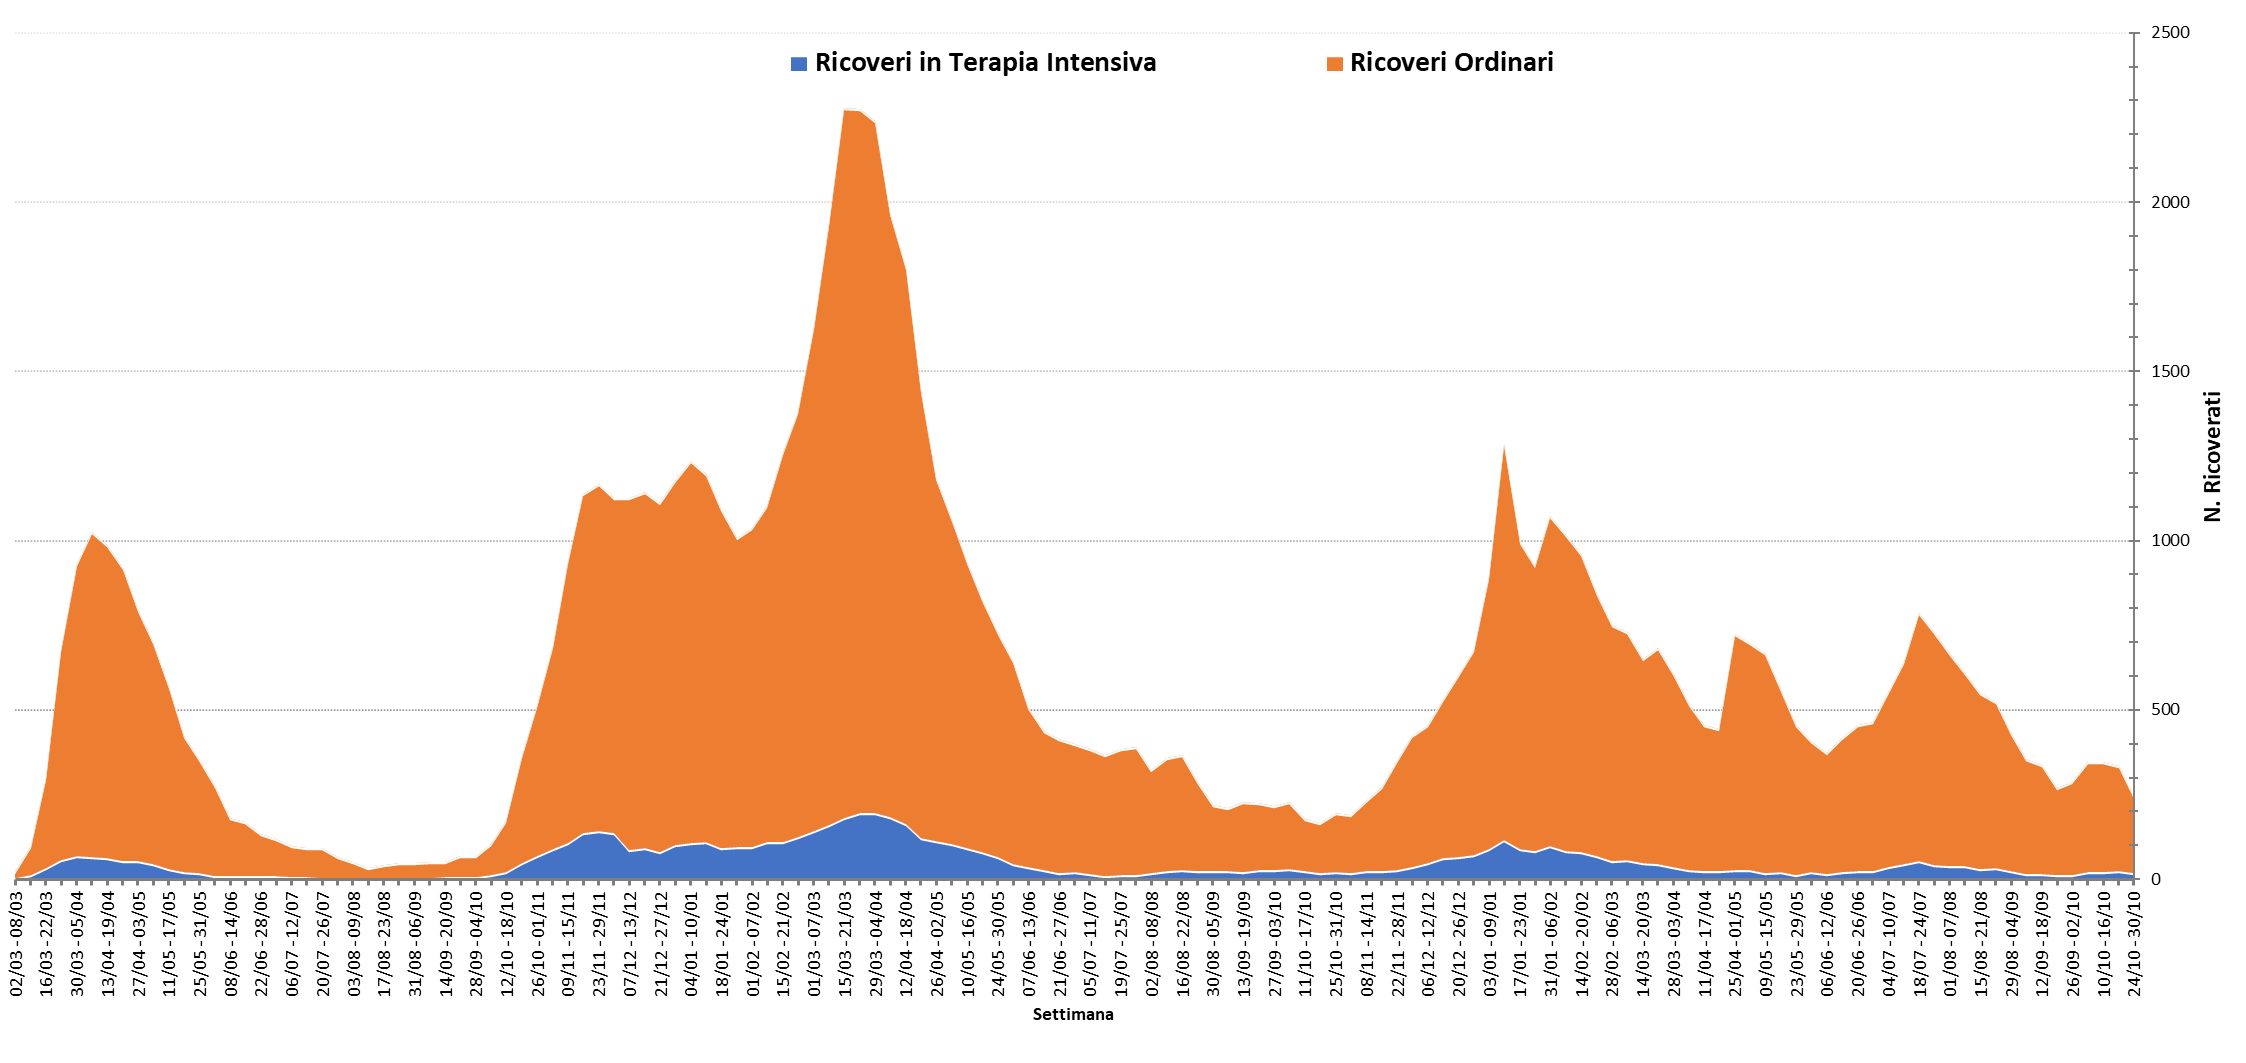 Ricoveri in Terapia Intensiva
Ricoveri Ordinari
2500
2000
1500
1000
500
0
N. Ricoverati
02/03 - 08/03
16/03 - 22/03
30/03 - 05/04
13/04 - 19/04
27/04 - 03/05
11/05 - 17/05
25/05 - 31/05
08/06 - 14/06
22/06 - 28/06
06/07 - 12/07
20/07 - 26/07
03/08 - 09/08
17/08 - 23/08
31/08 - 06/09
14/09 - 20/09
28/09 - 04/10
12/10 - 18/10
26/10 - 01/11
09/11 - 15/11
23/11 - 29/11
07/12 - 13/12
21/12 - 27/12
04/01 - 10/01
18/01 - 24/01
01/02 - 07/02
15/02 - 21/02
01/03 - 07/03
15/03 - 21/03
29/03 - 04/04
12/04 - 18/04
26/04 - 02/05
10/05 - 16/05
24/05 - 30/05
07/06 - 13/06
21/06 - 27/06
05/07 - 11/07
19/07 - 25/07
02/08 - 08/08
16/08 - 22/08
30/08 - 05/09
13/09 - 19/09
27/09 - 03/10
11/10 - 17/10
25/10 - 31/10
08/11 - 14/11
22/11 - 28/11
06/12 - 12/12
20/12 - 26/12
03/01 - 09/01
17/01 - 23/01
31/01 - 06/02
14/02 - 20/02
28/02 - 06/03
14/03 - 20/03
28/03 - 03/04
11/04 - 17/04
25/04 - 01/05
09/05 - 15/05
23/05 - 29/05
06/06 - 12/06
20/06 - 26/06
04/07 - 10/07
18/07 - 24/07
01/08 - 07/08
15/08 - 21/08
29/08 - 04/09
12/09 - 18/09
26/09 - 02/10
10/10 - 16/10
24/10 - 30/10
Settimana